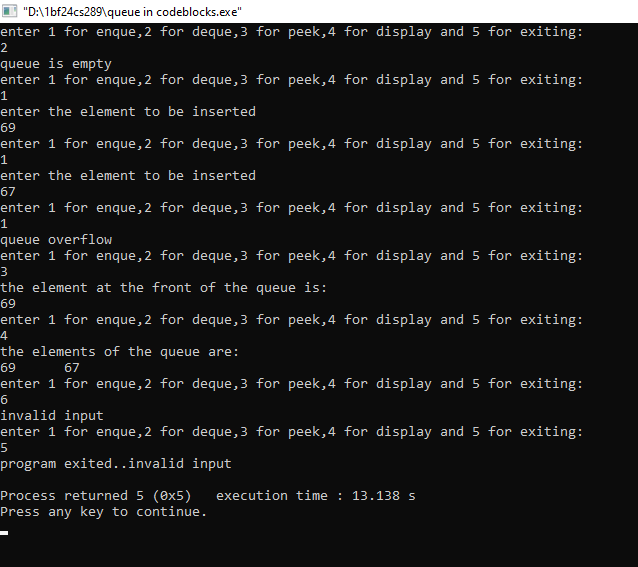 "D:\1bf24cs289\queue in codeblocks.exe"
enter 1 for enque,2 for deque,3 for peek,4 for display and 5 for exiting:
2
queue is empty
enter 1 for enque,2 for deque,3 for peek,4 for display and 5 for exiting:
1
enter the element to be inserted
69
enter 1 for enque,2 for deque,3 for peek,4 for display and 5 for exiting:
1
enter the element to be inserted
67
enter 1 for enque,2 for deque,3 for peek,4 for display and 5 for exiting:
1
queue overflow
enter 1 for enque,2 for deque,3 for peek,4 for display and 5 for exiting:
3
the element at the front of the queue is:
69
enter 1 for enque,2 for deque,3 for peek,4 for display and 5 for exiting:
4
the elements of the queue are:
69      67
enter 1 for enque,2 for deque,3 for peek,4 for display and 5 for exiting:
6
invalid input
enter 1 for enque,2 for deque,3 for peek,4 for display and 5 for exiting:
5
program exited..invalid input
Process returned 5 (0x5)   execution time : 13.138 s
Press any key to continue.